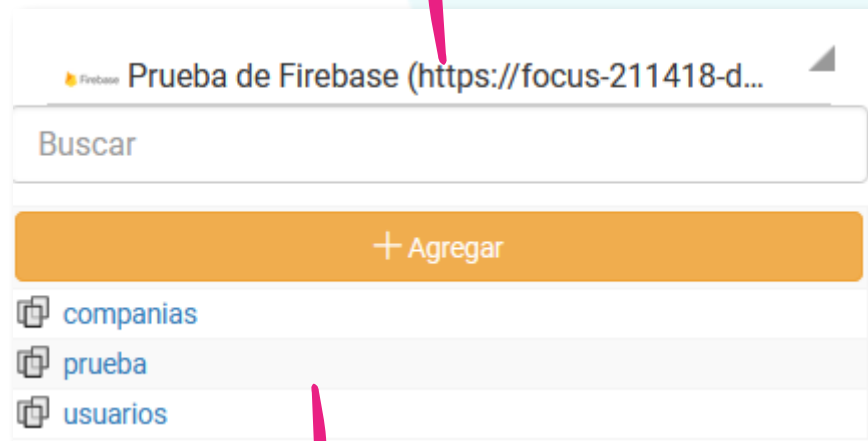 Firebase Prueba de Firebase (https://focus-211418-d...
Buscar
+ Agregar
companias
prueba
usuarios